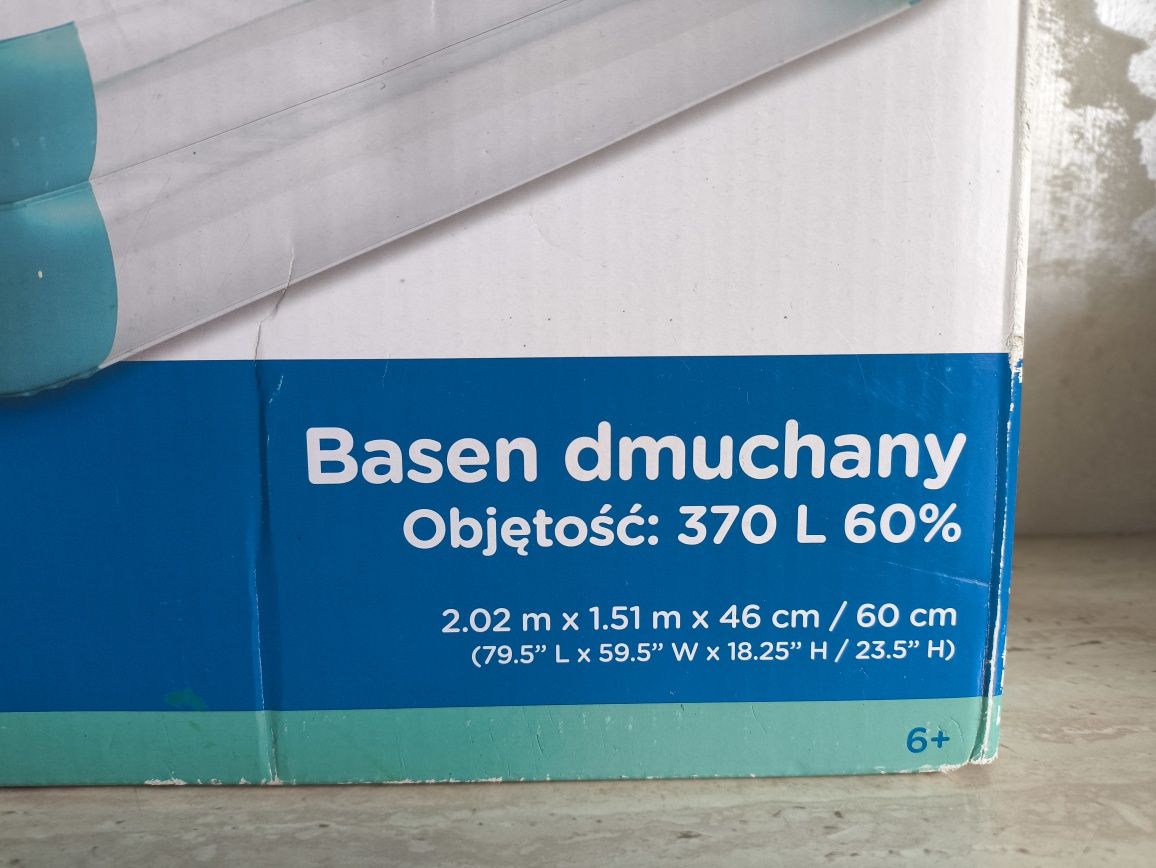 Basen dmuchany
Objętość: 370 L 60%
2.02 m x 1.51 m x 46 cm / 60 cm
(79.5” L x 59.5” W x 18.25” H / 23.5” H)
6+